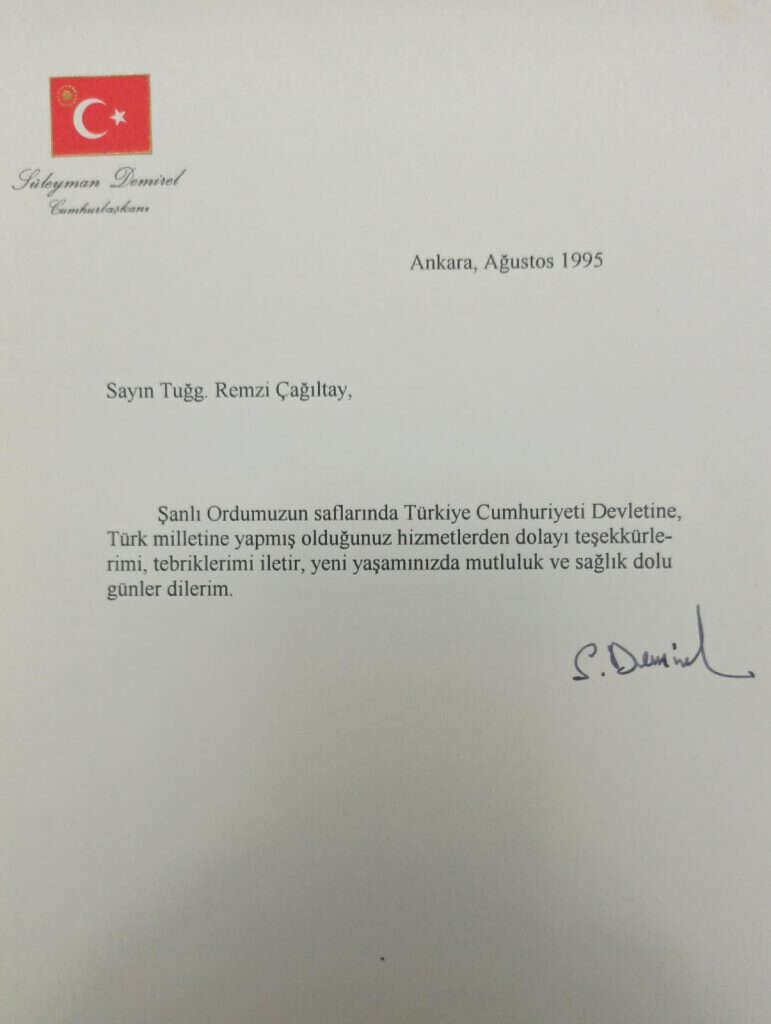 Süleyman Demirel
Cumhurbaşkanı
Ankara, Ağustos 1995
Sayın Tuğg. Remzi Çağıltay,
Şanlı Ordumuzun saflarında Türkiye Cumhuriyeti Devletine,
Türk milletine yapmış olduğunuz hizmetlerden dolayı teşekkürle-
rimi, tebriklerimi iletir, yeni yaşamınızda mutluluk ve sağlık dolu
günler dilerim.
S. Demirel